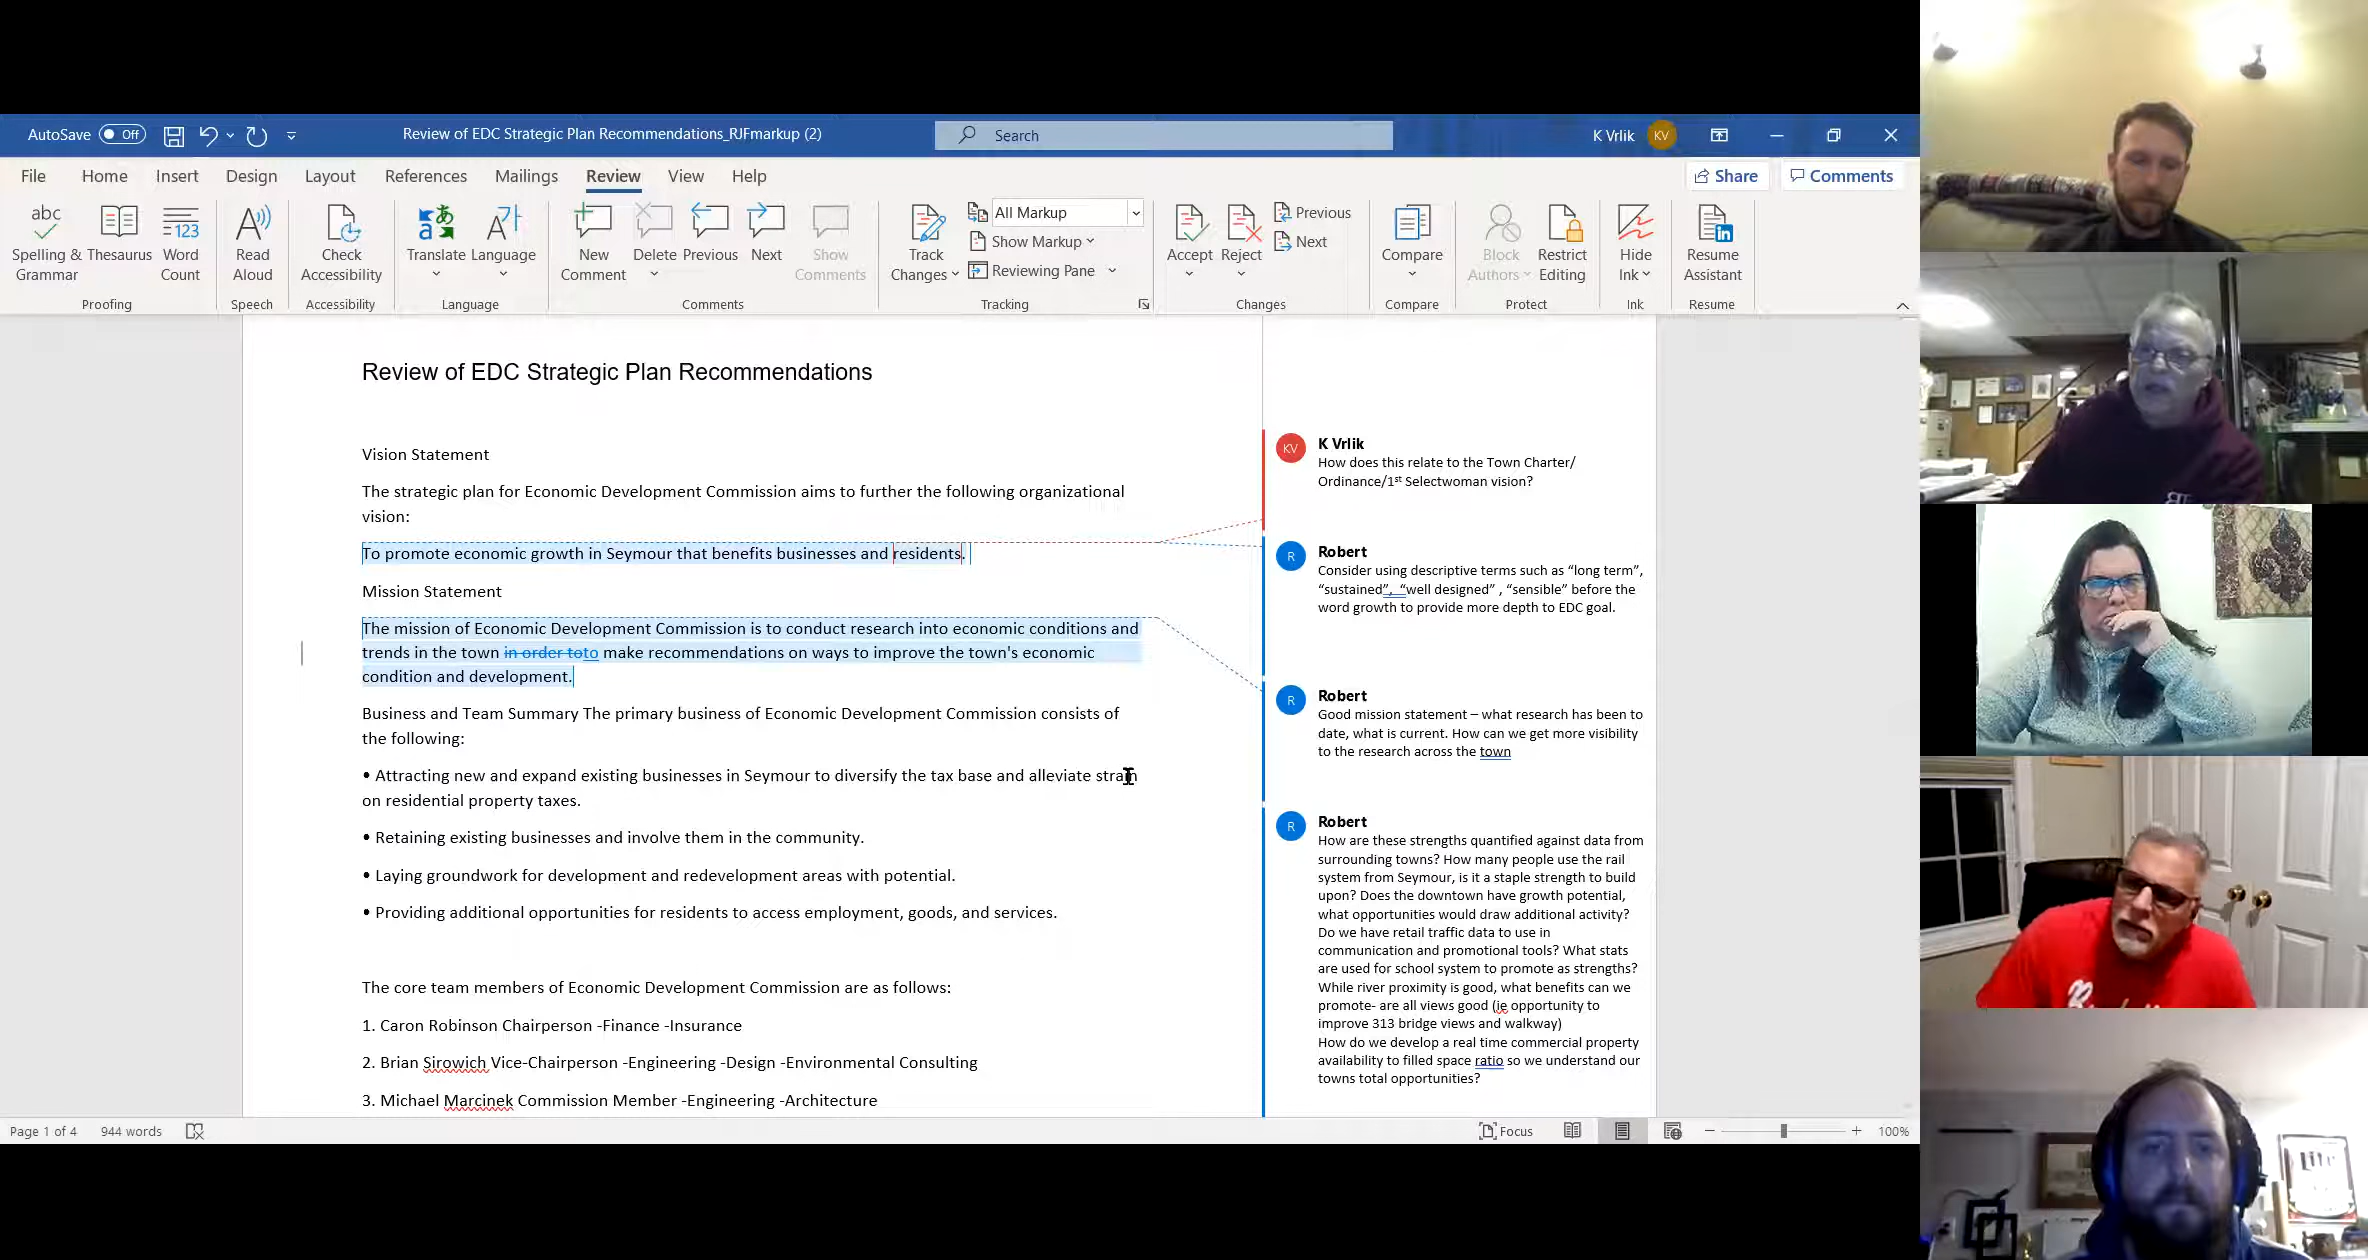 AutoSave Off Review of EDC Strategic Plan Recommendations_RJFmarkup (2) Search K Vrlik KV
File Home Insert Design Layout References Mailings Review View Help Share Comments
abc
123
Spelling & Grammar
Thesaurus
Word Count
Read Aloud
Check Accessibility
Translate
Language
New Comment
Delete
Previous
Next
Show Comments
Track Changes
All Markup
Show Markup
Reviewing Pane
Accept
Reject
Previous
Next
Compare
Block Authors
Restrict Editing
Hide Ink
Resume Assistant
Proofing Speech Accessibility Language Comments Tracking Changes Compare Protect Ink Resume
Review of EDC Strategic Plan Recommendations
Vision Statement
The strategic plan for Economic Development Commission aims to further the following organizational
vision:
To promote economic growth in Seymour that benefits businesses and residents.
Mission Statement
The mission of Economic Development Commission is to conduct research into economic conditions and
trends in the town in order toto make recommendations on ways to improve the town's economic
condition and development.
Business and Team Summary The primary business of Economic Development Commission consists of
the following:
• Attracting new and expand existing businesses in Seymour to diversify the tax base and alleviate strain
on residential property taxes.
• Retaining existing businesses and involve them in the community.
• Laying groundwork for development and redevelopment areas with potential.
• Providing additional opportunities for residents to access employment, goods, and services.
The core team members of Economic Development Commission are as follows:
1. Caron Robinson Chairperson -Finance -Insurance
2. Brian Sirowich Vice-Chairperson -Engineering -Design -Environmental Consulting
3. Michael Marcinek Commission Member -Engineering -Architecture
KV
K Vrlik
How does this relate to the Town Charter/
Ordinance/1st Selectwoman vision?
R
Robert
Consider using descriptive terms such as “long term”,
“sustained”, “well designed” , “sensible” before the
word growth to provide more depth to EDC goal.
R
Robert
Good mission statement – what research has been to
date, what is current. How can we get more visibility
to the research across the town
R
Robert
How are these strengths quantified against data from
surrounding towns? How many people use the rail
system from Seymour, is it a staple strength to build
upon? Does the downtown have growth potential,
what opportunities would draw additional activity?
Do we have retail traffic data to use in
communication and promotional tools? What stats
are used for school system to promote as strengths?
While river proximity is good, what benefits can we
promote- are all views good (ie opportunity to
improve 313 bridge views and walkway)
How do we develop a real time commercial property
availability to filled space ratio so we understand our
towns total opportunities?
Page 1 of 4 944 words Focus 100%